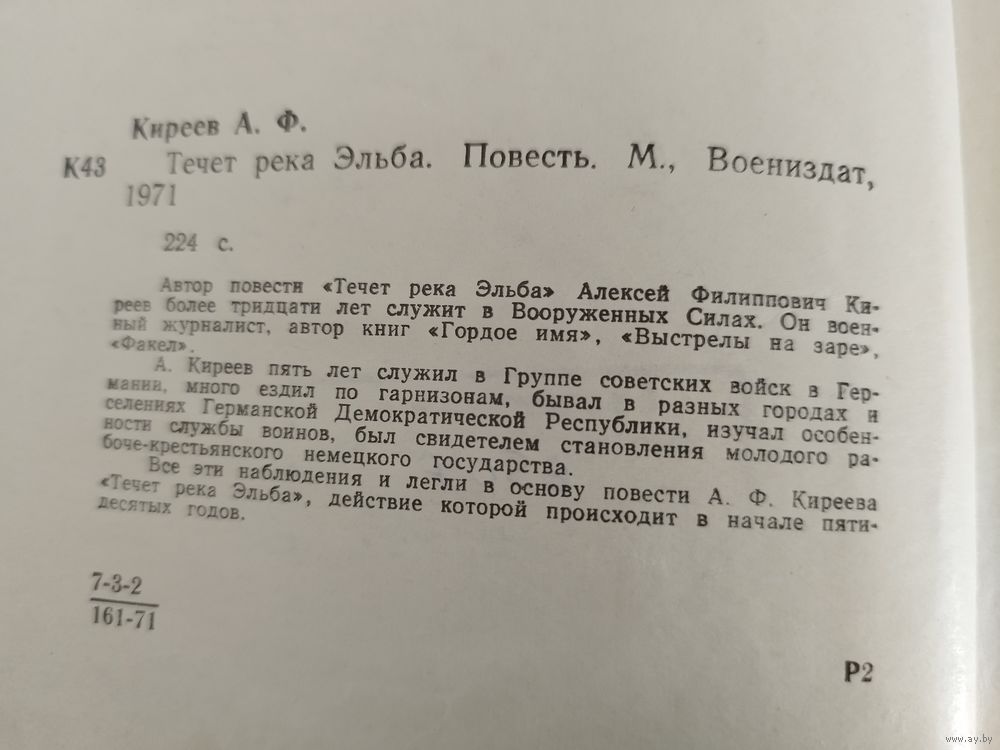 Киреев А. Ф.
К43 Течет река Эльба. Повесть. М., Воениздат,
1971
224 с.
Автор повести «Течет река Эльба» Алексей Филиппович Ки-
реев более тридцати лет служит в Вооруженных Силах. Он воен-
ный журналист, автор книг «Гордое имя», «Выстрелы на заре»,
«Факел».
А. Киреев пять лет служил в Группе советских войск в Гер-
мании, много ездил по гарнизонам, бывал в разных городах и
селениях Германской Демократической Республики, изучал особен-
ности службы воинов, был свидетелем становления молодого ра-
боче-крестьянского немецкого государства.
Все эти наблюдения и легли в основу повести А. Ф. Киреева
«Течет река Эльба», действие которой происходит в начале пяти-
десятых годов.
7-3-2
161-71
Р2
www.ay.by